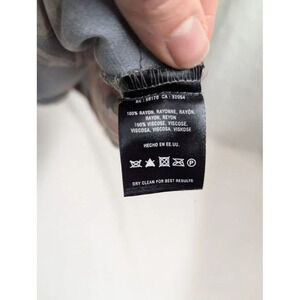 100% RAYON, RAYONNE, RAYÓN,
RAYON, REYON
100% VISCOSE, VISCOSE,
VISCOSA, VISCOSA, VISKOSE
HECHO EN EE.UU.
DRY CLEAN FOR BEST RESULTS